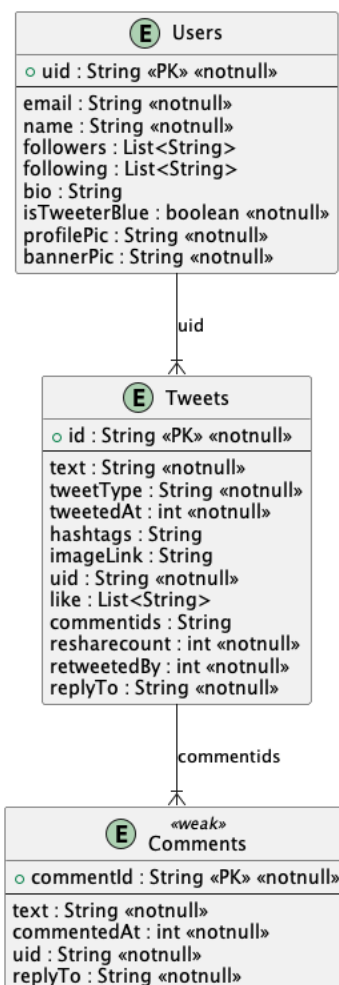 E Users
uid : String «PK» «notnull»
email : String «notnull»
name : String «notnull»
followers : List<String>
following : List<String>
bio : String
isTweeterBlue : boolean «notnull»
profilePic : String «notnull»
bannerPic : String «notnull»
uid
E Tweets
id : String «PK» «notnull»
text : String «notnull»
tweetType : String «notnull»
tweetedAt : int «notnull»
hashtags : String
imageLink : String
uid : String «notnull»
like : List<String>
commentids : String
resharecount : int «notnull»
retweetedBy : int «notnull»
replyTo : String «notnull»
commentids
«weak»
E Comments
commentId : String «PK» «notnull»
text : String «notnull»
commentedAt : int «notnull»
uid : String «notnull»
replyTo : String «notnull»